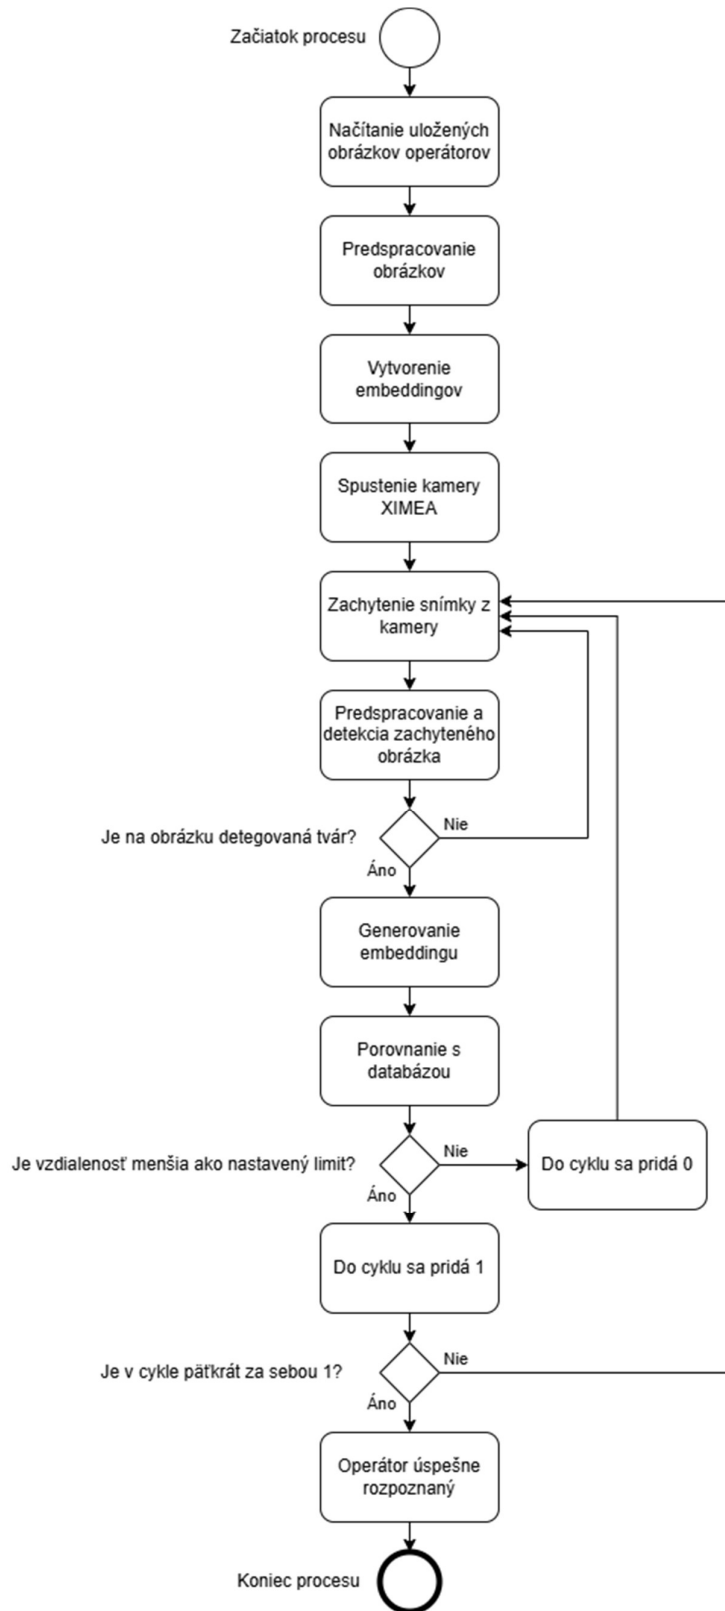 Začiatok procesu
Načítanie uložených
obrázkov operátorov
Predspracovanie
obrázkov
Vytvorenie
embeddingov
Spustenie kamery
XIMEA
Zachytenie snímky z
kamery
Predspracovanie a
detekcia zachyteného
obrázka
Je na obrázku detegovaná tvár?
Nie
Áno
Generovanie
embeddingu
Porovnanie s
databázou
Je vzdialenosť menšia ako nastavený limit?
Nie
Do cyklu sa pridá 0
Áno
Do cyklu sa pridá 1
Je v cykle päťkrát za sebou 1?
Nie
Áno
Operátor úspešne
rozpoznaný
Koniec procesu